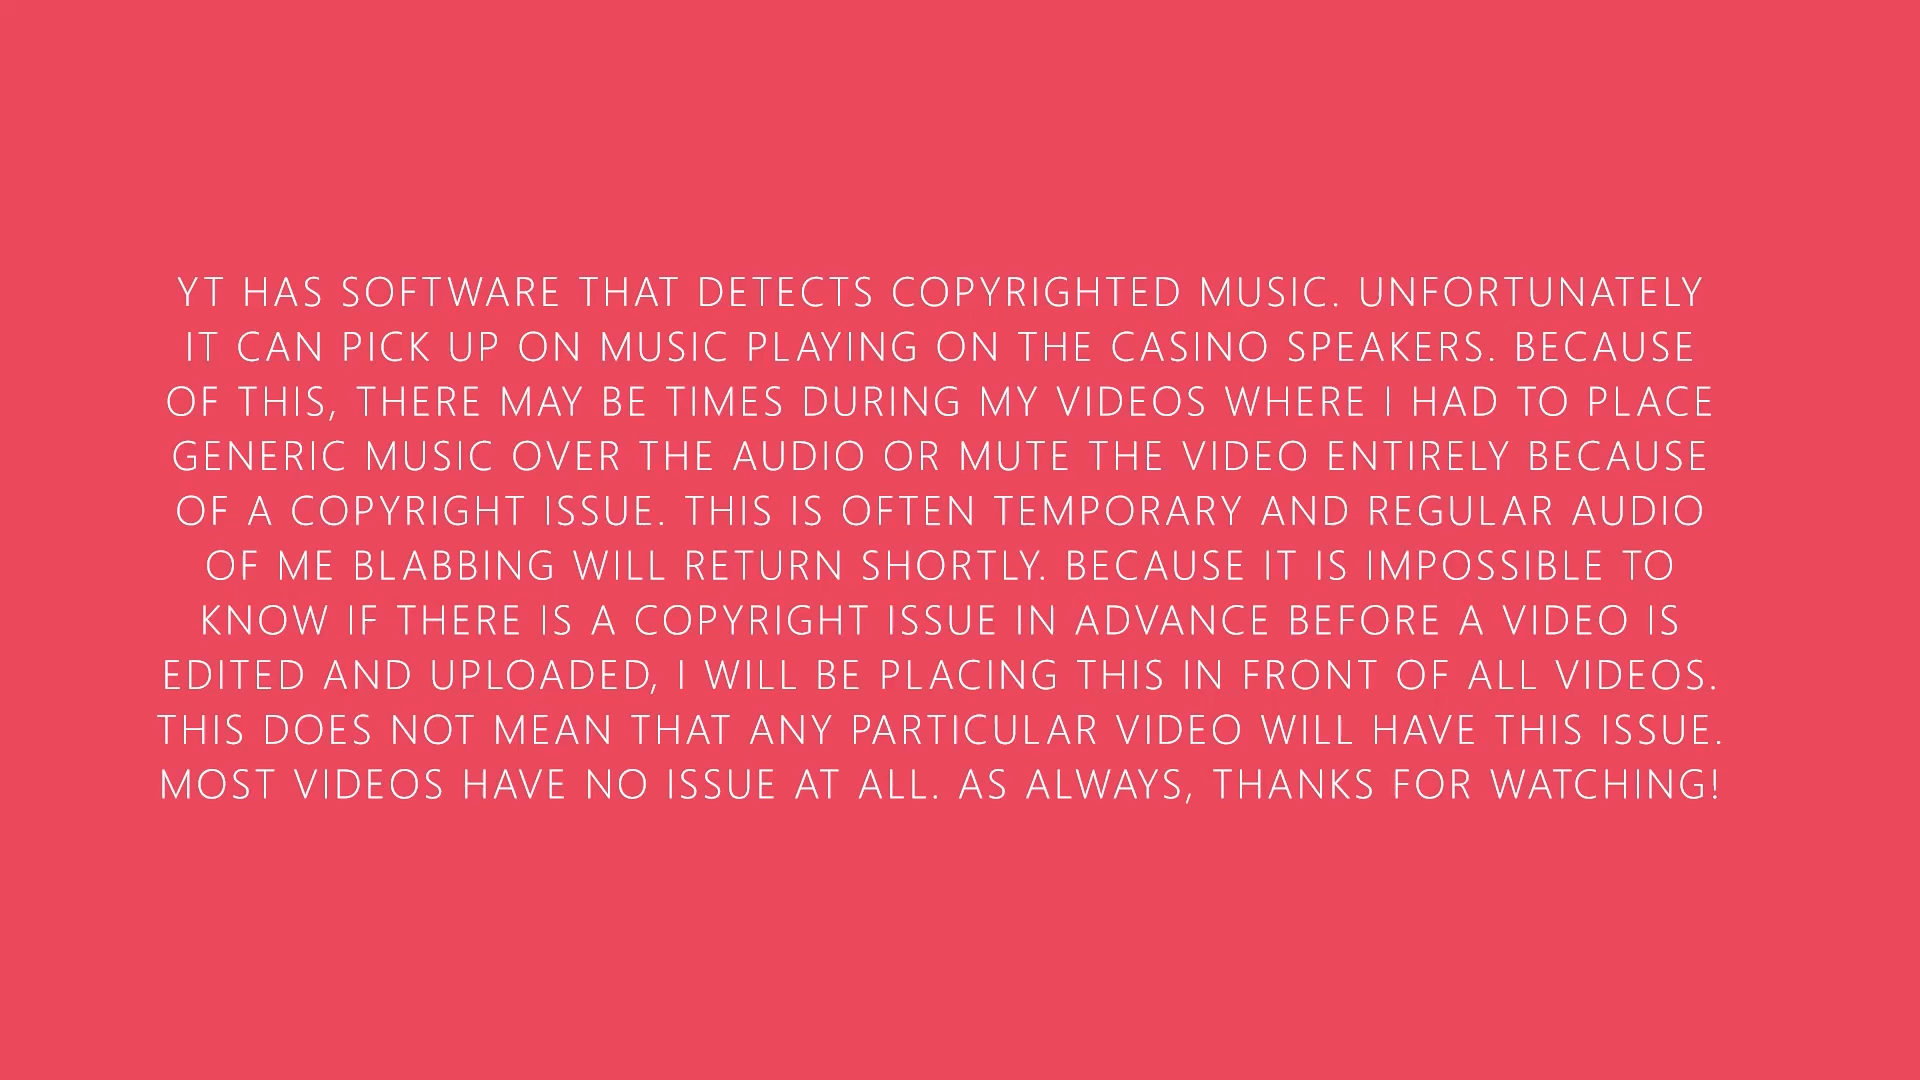 YT HAS SOFTWARE THAT DETECTS COPYRIGHTED MUSIC. UNFORTUNATELY
IT CAN PICK UP ON MUSIC PLAYING ON THE CASINO SPEAKERS. BECAUSE
OF THIS, THERE MAY BE TIMES DURING MY VIDEOS WHERE I HAD TO PLACE
GENERIC MUSIC OVER THE AUDIO OR MUTE THE VIDEO ENTIRELY BECAUSE
OF A COPYRIGHT ISSUE. THIS IS OFTEN TEMPORARY AND REGULAR AUDIO
OF ME BLABBING WILL RETURN SHORTLY. BECAUSE IT IS IMPOSSIBLE TO
KNOW IF THERE IS A COPYRIGHT ISSUE IN ADVANCE BEFORE A VIDEO IS
EDITED AND UPLOADED, I WILL BE PLACING THIS IN FRONT OF ALL VIDEOS.
THIS DOES NOT MEAN THAT ANY PARTICULAR VIDEO WILL HAVE THIS ISSUE.
MOST VIDEOS HAVE NO ISSUE AT ALL. AS ALWAYS, THANKS FOR WATCHING!